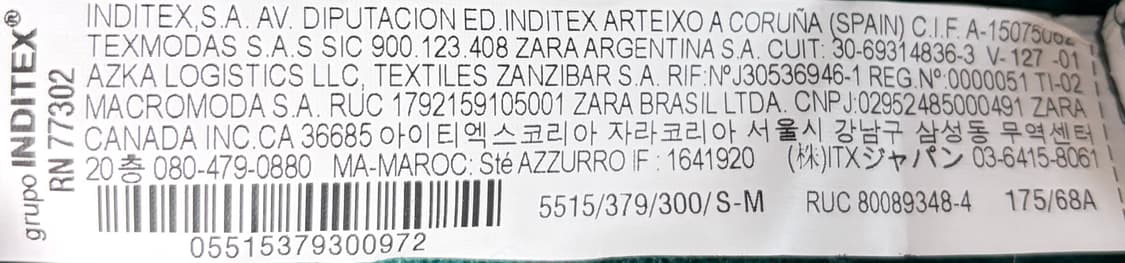 grupo INDITEX®
RN 77302
INDITEX,S.A. AV. DIPUTACION ED.INDITEX ARTEIXO A CORUÑA (SPAIN) C.I.F. A-15075062
TEXMODAS S.A.S SIC 900.123.408 ZARA ARGENTINA S.A. CUIT: 30-69314836-3 V-127 -01
AZKA LOGISTICS LLC, TEXTILES ZANZIBAR S.A. RIF:NºJ30536946-1 REG.Nº:0000051 TI-02
MACROMODA S.A. RUC 1792159105001 ZARA BRASIL LTDA. CNPJ:02952485000491 ZARA
CANADA INC.CA 36685 아이티엑스코리아 자라코리아 서울시 강남구 삼성동 무역센터
20층 080-479-0880 MA-MAROC: Sté AZZURRO IF : 1641920 (株)ITXジャパン 03-6415-8061
5515/379/300/S-M RUC 80089348-4 175/68A
05515379300972